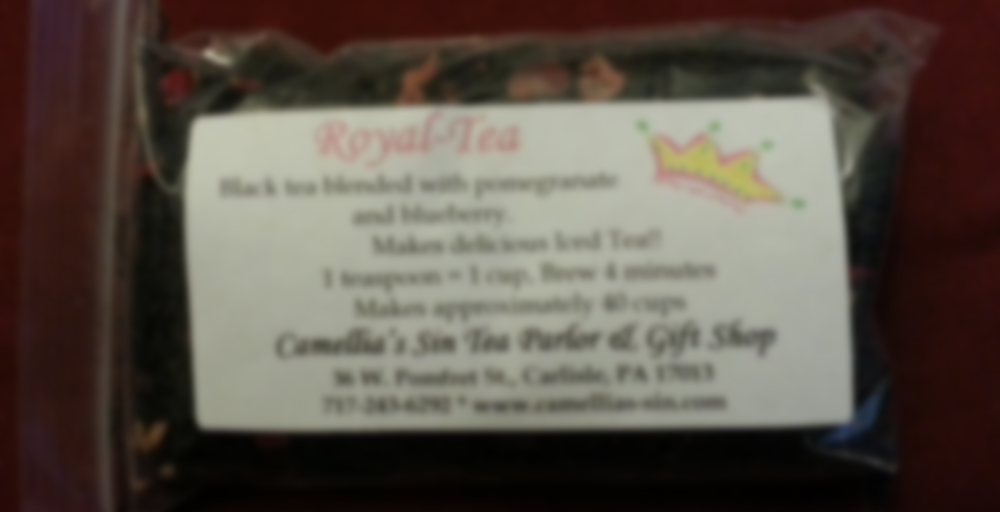 Royal-Tea
Black tea blended with pomegranate
and blueberry.
Makes delicious Iced Tea!!
1 teaspoon = 1 cup, Brew 4 minutes
Makes approximately 40 cups
Camellia's Sin Tea Parlor & Gift Shop
36 W. Pomfret St., Carlisle, PA 17013
717-243-6292 * www.camellias-sin.com